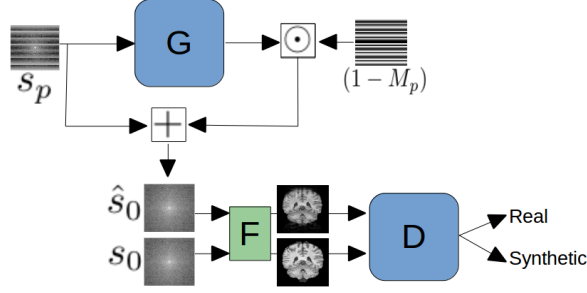 G
s_p
(1 − M_p)
+
ŝ_0
s_0
F
D
Real
Synthetic